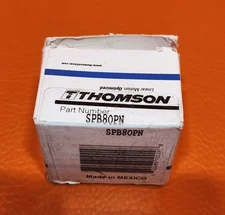 Linear Motion. Optimized.
THOMSON
Part Number
SPB80PN
SPB80PN
Made in MEXICO